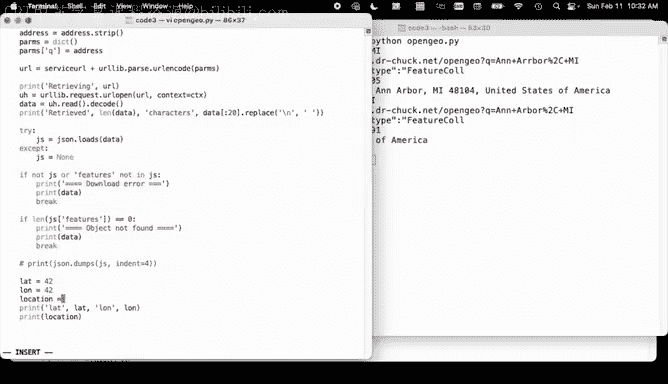 Terminal Shell Edit View Window Help
Sun Feb 11 10:32 AM
code3 — vi opengeo.py — 86×37
address = address.strip()
parms = dict()
parms['q'] = address
url = serviceurl + urllib.parse.urlencode(parms)
print('Retrieving', url)
uh = urllib.request.urlopen(url, context=ctx)
data = uh.read().decode()
print('Retrieved', len(data), 'characters', data[:20].replace('\n', ' '))
try:
js = json.loads(data)
except:
js = None
if not js or 'features' not in js:
print('==== Download error ===')
print(data)
break
if len(js['features']) == 0:
print('==== Object not found ====')
print(data)
break
# print(json.dumps(js, indent=4))
lat = 42
lon = 42
location =
print('lat', lat, 'lon', lon)
print(location)
-- INSERT --
code3 — -bash — 63×30
python opengeo.py
MI
.dr-chuck.net/opengeo?q=Ann+Arrbor%2C+MI
type":"FeatureColl
05
Ann Arbor, MI 48104, United States of America
I
.dr-chuck.net/opengeo?q=Ann+Arbor%2C+MI
type":"FeatureColl
91
of America